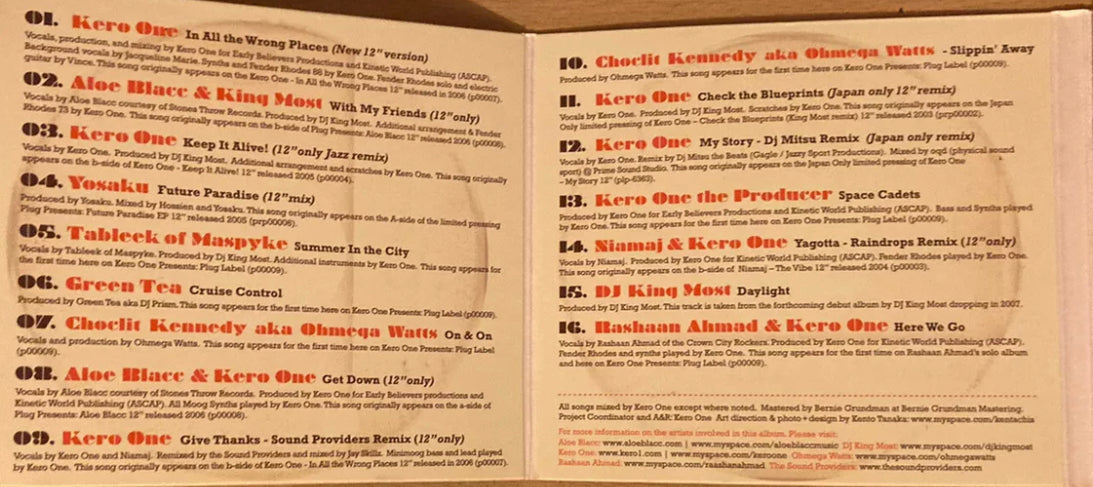 01. Kero One In All the Wrong Places (New 12" version)
Vocals, production, and mixing by Kero One for Early Believers Productions and Kinetic World Publishing (ASCAP).
Background vocals by Jacqueline Marie. Synths and Fender Rhodes 88 by Kero One. Fender Rhodes solo and electric
guitar by Vince. This song originally appears on the Kero One - In All the Wrong Places 12" released in 2006 (p00007).
02. Aloe Blacc & King Most With My Friends (12"only)
Vocals by Aloe Blacc courtesy of Stones Throw Records. Produced by DJ King Most. Additional arrangement & Fender
Rhodes 73 by Kero One. This song originally appears on the b-side of Plug Presents: Aloe Blacc 12" released 2006 (p00008).
03. Kero One Keep It Alive! (12"only Jazz remix)
Vocals by Kero One. Produced by DJ King Most. Additional arrangement and scratches by Kero One. This song originally
appears on the b-side of Kero One - Keep It Alive! 12" released 2005 (p00004).
04. Yosaku Future Paradise (12"mix)
Produced by Yosaku. Mixed by Hossien and Yosaku. This song originally appears on the A-side of the limited pressing
Plug Presents: Future Paradise EP 12" released 2005 (prp00006).
05. Tableek of Maspyke Summer In the City
Vocals by Tableek of Maspyke. Produced by DJ King Most. Additional instruments by Kero One. This song appears for
the first time here on Kero One Presents: Plug Label (p00009).
06. Green Tea Cruise Control
Produced by Green Tea aka DJ Prism. This song appears for the first time here on Kero One Presents: Plug Label (p00009).
07. Choclit Kennedy aka Ohmega Watts On & On
Vocals and production by Ohmega Watts. This song appears for the first time here on Kero One Presents: Plug Label
(p00009).
08. Aloe Blacc & Kero One Get Down (12"only)
Vocals by Aloe Blacc courtesy of Stones Throw Records. Produced by Kero One for Early Believers productions and
Kinetic World Publishing (ASCAP). All Moog Synths played by Kero One. This song originally appears on the a-side of
Plug Presents: Aloe Blacc 12" released 2006 (p00008).
09. Kero One Give Thanks - Sound Providers Remix (12"only)
Vocals by Kero One and Niamaj. Remixed by the Sound Providers and mixed by Jay Skills. Minimoog bass and lead played
by Kero One. This song originally appears on the b-side of Kero One - In All the Wrong Places 12" released in 2006 (p00007).
10. Choclit Kennedy aka Ohmega Watts - Slippin' Away
Produced by Ohmega Watts. This song appears for the first time here on Kero One Presents: Plug Label (p00009).
11. Kero One Check the Blueprints (Japan only 12" remix)
Vocals by Kero One. Produced by DJ King Most. Scratches by Kero One. This song originally appears on the Japan
Only limited pressing of Kero One - Check the Blueprints (King Most remix) 12" released 2003 (prp00002).
12. Kero One My Story - Dj Mitsu Remix (Japan only remix)
Vocals by Kero One. Remix by Dj Mitsu the Beats (Gagle / Jazzy Sport Productions). Mixed by oqd (physical sound
sport) @ Prime Sound Studio. This song originally appears on the Japan Only limited pressing of Kero One
- My Story 12" (plp-6363).
13. Kero One the Producer Space Cadets
Produced by Kero One for Early Believers Productions and Kinetic World Publishing (ASCAP). Bass and Synths played
by Kero One. This song appears for the first time here on Kero One Presents: Plug Label (p00009).
14. Niamaj & Kero One Yagotta - Raindrops Remix (12"only)
Vocals by Niamaj. Produced by Kero One for Kinetic World Publishing (ASCAP). Fender Rhodes played by Kero One.
This song originally appears on the b-side of Niamaj - The Vibe 12" released 2004 (p00003).
15. DJ King Most Daylight
Produced by DJ King Most. This track is taken from the forthcoming debut album by DJ King Most dropping in 2007.
16. Rashaan Ahmad & Kero One Here We Go
Vocals by Rashaan Ahmad of the Crown City Rockers. Produced by Kero One for Kinetic World Publishing (ASCAP).
Fender Rhodes and synths played by Kero One. This song appears for the first time on Rashaan Ahmad's solo album
and here on Kero One Presents: Plug Label (p00009).
All songs mixed by Kero One except where noted. Mastered by Bernie Grundman at Bernie Grundman Mastering.
Project Coordinator and A&R: Kero One Art direction & photo + design by Kento Tanaka: www.myspace.com/kentachia
For more information on the artists involved in this album. Please visit:
Aloe Blacc: www.aloeblacc.com | www.myspace.com/aloeblaccmusic DJ King Most: www.myspace.com/djkingmost
Kero One: www.kero1.com | www.myspace.com/keroone Ohmega Watts: www.myspace.com/ohmegawatts
Rashaan Ahmad: www.myspace.com/raashanahmad The Sound Providers: www.thesoundproviders.com